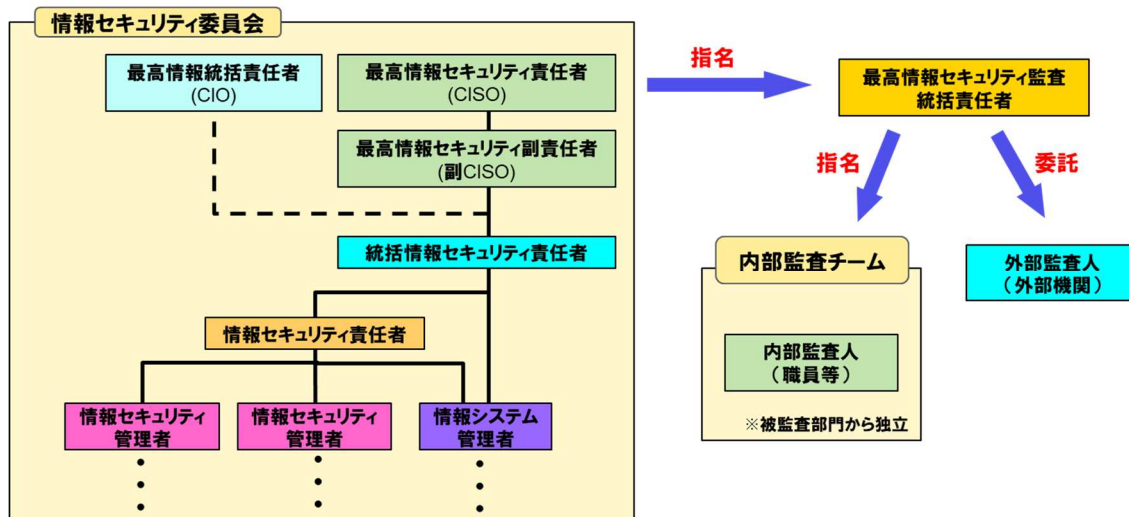 情報セキュリティ委員会
最高情報統括責任者
(CIO)
最高情報セキュリティ責任者
(CISO)
最高情報セキュリティ副責任者
(副CISO)
統括情報セキュリティ責任者
情報セキュリティ責任者
情報セキュリティ
管理者
情報セキュリティ
管理者
情報システム
管理者
指名
最高情報セキュリティ監査
統括責任者
指名
委託
内部監査チーム
内部監査人
（職員等）
※被監査部門から独立
外部監査人
（外部機関）